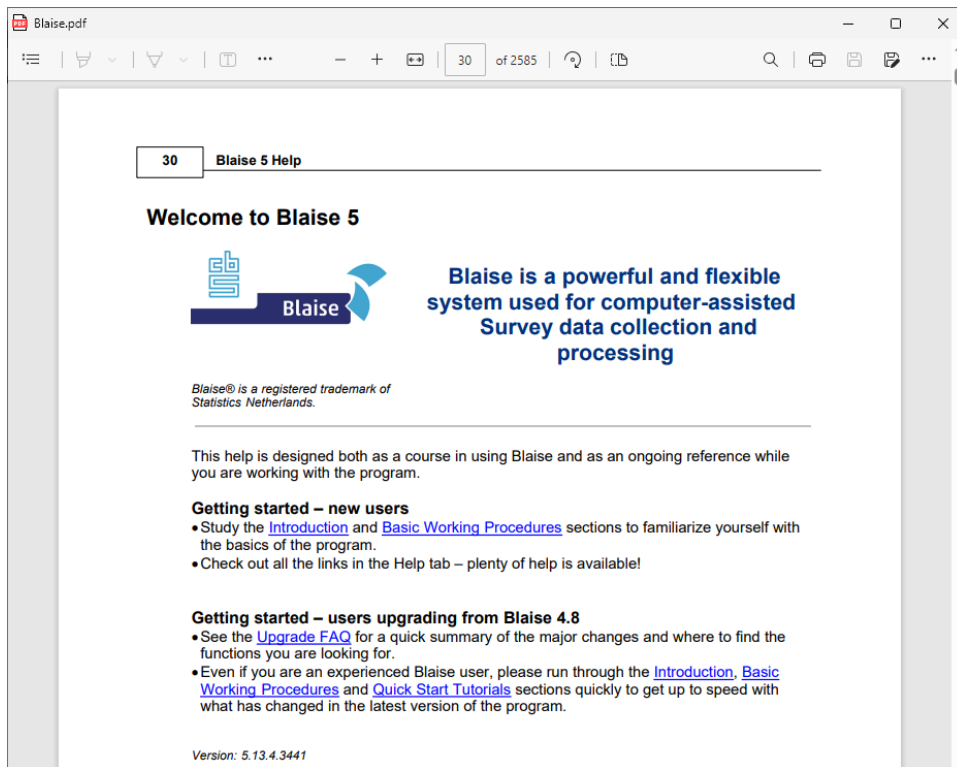 Blaise.pdf
30 of 2585
30 Blaise 5 Help
Welcome to Blaise 5
cbs
Blaise
Blaise is a powerful and flexible
system used for computer-assisted
Survey data collection and
processing
Blaise® is a registered trademark of
Statistics Netherlands.
This help is designed both as a course in using Blaise and as an ongoing reference while
you are working with the program.
Getting started – new users
•Study the Introduction and Basic Working Procedures sections to familiarize yourself with
the basics of the program.
•Check out all the links in the Help tab – plenty of help is available!
Getting started – users upgrading from Blaise 4.8
•See the Upgrade FAQ for a quick summary of the major changes and where to find the
functions you are looking for.
•Even if you are an experienced Blaise user, please run through the Introduction, Basic
Working Procedures and Quick Start Tutorials sections quickly to get up to speed with
what has changed in the latest version of the program.
Version: 5.13.4.3441